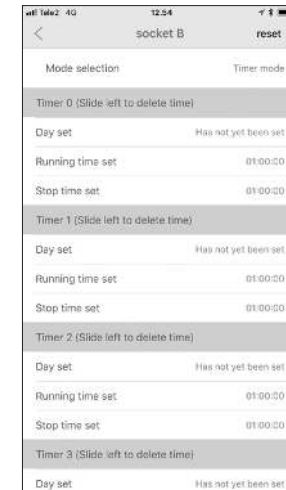 Tele2 4G 12.54
socket B reset
Mode selection Timer mode
Timer 0 (Slide left to delete time)
Day set Has not yet been set
Running time set 01:00:00
Stop time set 01:00:00
Timer 1 (Slide left to delete time)
Day set Has not yet been set
Running time set 01:00:00
Stop time set 01:00:00
Timer 2 (Slide left to delete time)
Day set Has not yet been set
Running time set 01:00:00
Stop time set 01:00:00
Timer 3 (Slide left to delete time)
Day set Has not yet been set